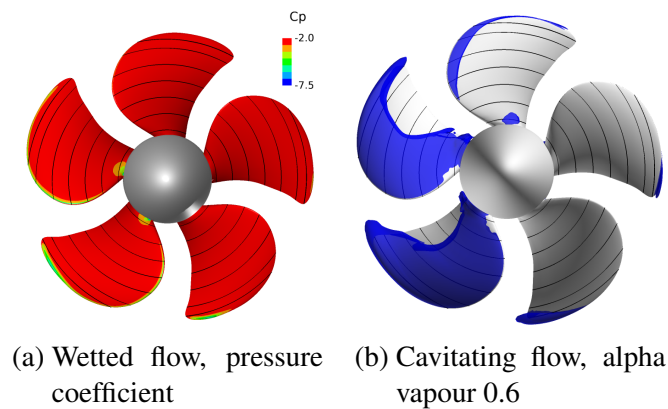 Cp
-2.0
-7.5
(a) Wetted flow, pressure
coefficient
(b) Cavitating flow, alpha
vapour 0.6